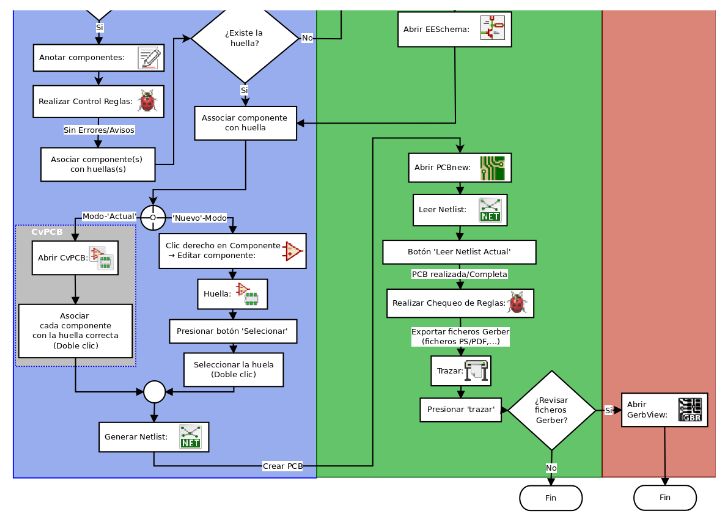 Si
Anotar componentes:
Realizar Control Reglas:
Sin Errores/Avisos
Asociar componente(s)
con huellas(s)
¿Existe la
huella?
No
Si
Associar componente
con huella
Modo-'Actual'
O
'Nuevo'-Modo
CvPCB
Abrir CvPCB:
Asociar
cada componente
con la huella correcta
(Doble clic)
Clic derecho en Componente
→ Editar componente:
Huella:
Presionar botón 'Selecionar'
Seleccionar la huela
(Doble clic)
Generar Netlist:
NET
Crear PCB
Abrir EESchema:
Abrir PCBnew:
Leer Netlist:
NET
Botón 'Leer Netlist Actual'
PCB realizada/Completa
Realizar Chequeo de Reglas:
Exportar ficheros Gerber
(ficheros PS/PDF,...)
Trazar:
Presionar 'trazar'
¿Revisar
ficheros
Gerber?
Si
No
Fin
Abrir
GerbView:
GBR
Fin